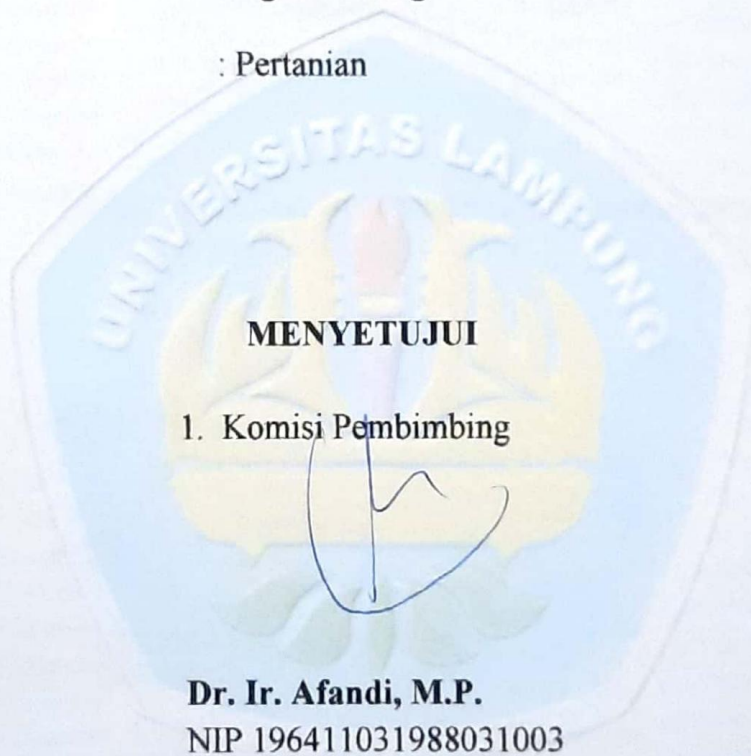 : Pertanian
UNIVERSITAS LAMPUNG
MENYETUJUI
1. Komisi Pembimbing
Dr. Ir. Afandi, M.P.
NIP 196411031988031003